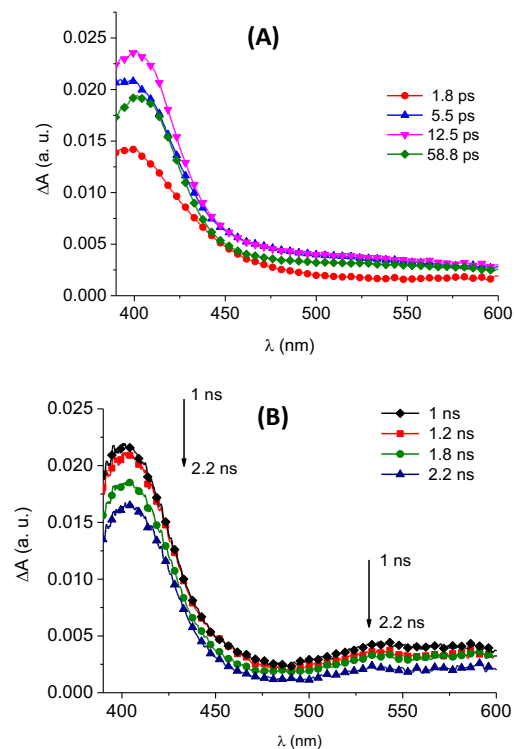 (A)
0.025
0.020
0.015
0.010
0.005
0.000
ΔA (a. u.)
1.8 ps
5.5 ps
12.5 ps
58.8 ps
400 450 500 550 600
λ (nm)
(B)
0.025
0.020
0.015
0.010
0.005
0.000
ΔA (a. u.)
1 ns
2.2 ns
1 ns
1.2 ns
1.8 ns
2.2 ns
1 ns
2.2 ns
400 450 500 550 600
λ (nm)